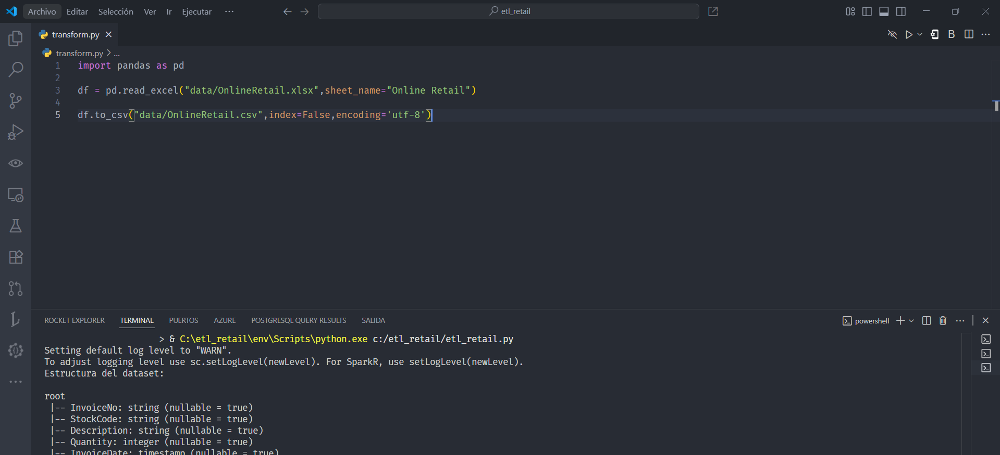 Archivo Editar Selección Ver Ir Ejecutar ···
etl_retail
transform.py
B
transform.py > ...
1 import pandas as pd
2
3 df = pd.read_excel("data/OnlineRetail.xlsx",sheet_name="Online Retail")
4
5 df.to_csv("data/OnlineRetail.csv",index=False,encoding='utf-8')
ROCKET EXPLORER TERMINAL PUERTOS AZURE POSTGRESQL QUERY RESULTS SALIDA
powershell
> & C:\etl_retail\env\Scripts\python.exe c:/etl_retail/etl_retail.py
Setting default log level to "WARN".
To adjust logging level use sc.setLogLevel(newLevel). For SparkR, use setLogLevel(newLevel).
Estructura del dataset:
root
|-- InvoiceNo: string (nullable = true)
|-- StockCode: string (nullable = true)
|-- Description: string (nullable = true)
|-- Quantity: integer (nullable = true)
|-- InvoiceDate: timestamp (nullable = true)